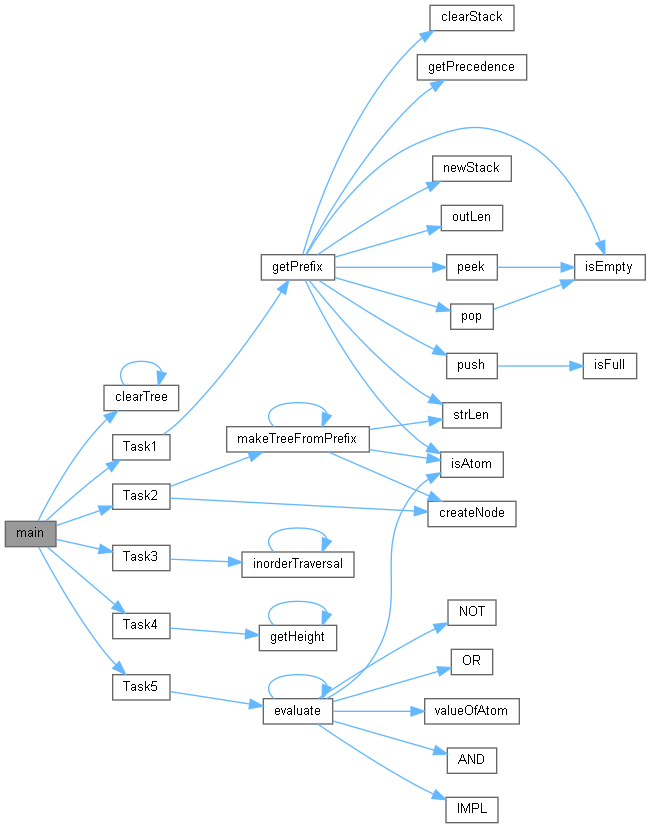 clearStack
getPrecedence
newStack
outLen
getPrefix
peek
isEmpty
pop
push
isFull
clearTree
strLen
makeTreeFromPrefix
Task1
isAtom
Task2
createNode
main
Task3
inorderTraversal
NOT
Task4
getHeight
OR
Task5
evaluate
valueOfAtom
AND
IMPL